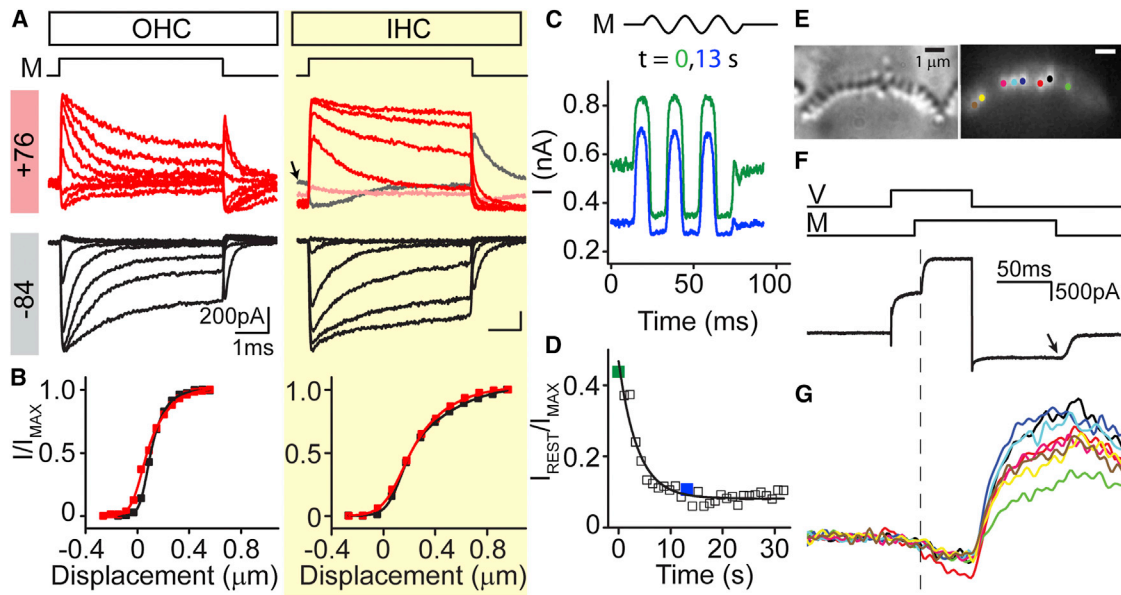 A
OHC
IHC
M
+76
-84
200pA
1ms
B
I/IMAX
1.0
0.5
0
1.0
0.5
0
-0.4
0
0.4
0.8
-0.4
0
0.4
0.8
Displacement (μm)
Displacement (μm)
C
M
t = 0,13 s
I (nA)
0.8
0.6
0.4
0.2
0
50
100
Time (ms)
D
IREST/IMAX
0.4
0.2
0
0
10
20
30
Time (s)
E
1 μm
F
V
M
50ms
500pA
G